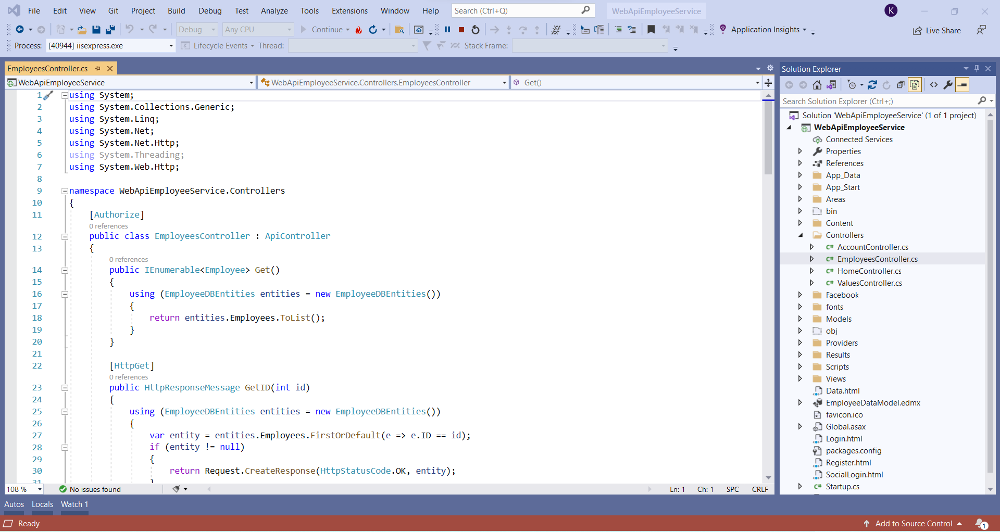 File Edit View Git Project Build Debug Test Analyze Tools Extensions Window Help Search (Ctrl+Q) WebApiEmployeeService K
Debug Any CPU Continue Application Insights Live Share
Process: [40944] iisexpress.exe Lifecycle Events Thread: Stack Frame:
EmployeesController.cs
WebApiEmployeeService WebApiEmployeeService.Controllers.EmployeesController Get()
1 using System;
2 using System.Collections.Generic;
3 using System.Linq;
4 using System.Net;
5 using System.Net.Http;
6 using System.Threading;
7 using System.Web.Http;
8
9 namespace WebApiEmployeeService.Controllers
10 {
11 [Authorize]
0 references
12 public class EmployeesController : ApiController
13 {
0 references
14 public IEnumerable<Employee> Get()
15 {
16 using (EmployeeDBEntities entities = new EmployeeDBEntities())
17 {
18 return entities.Employees.ToList();
19 }
20 }
21
22 [HttpGet]
0 references
23 public HttpResponseMessage GetID(int id)
24 {
25 using (EmployeeDBEntities entities = new EmployeeDBEntities())
26 {
27 var entity = entities.Employees.FirstOrDefault(e => e.ID == id);
28 if (entity != null)
29 {
30 return Request.CreateResponse(HttpStatusCode.OK, entity);
31 }
108 % No issues found Ln: 1 Ch: 1 SPC CRLF
Solution Explorer
Search Solution Explorer (Ctrl+;)
Solution 'WebApiEmployeeService' (1 of 1 project)
WebApiEmployeeService
Connected Services
Properties
References
App_Data
App_Start
Areas
bin
Content
Controllers
C# AccountController.cs
C# EmployeesController.cs
C# HomeController.cs
C# ValuesController.cs
Facebook
fonts
Models
obj
Providers
Results
Scripts
Views
Data.html
EmployeeDataModel.edmx
favicon.ico
Global.asax
Login.html
packages.config
Register.html
SocialLogin.html
C# Startup.cs
Autos Locals Watch 1
Ready Add to Source Control 1